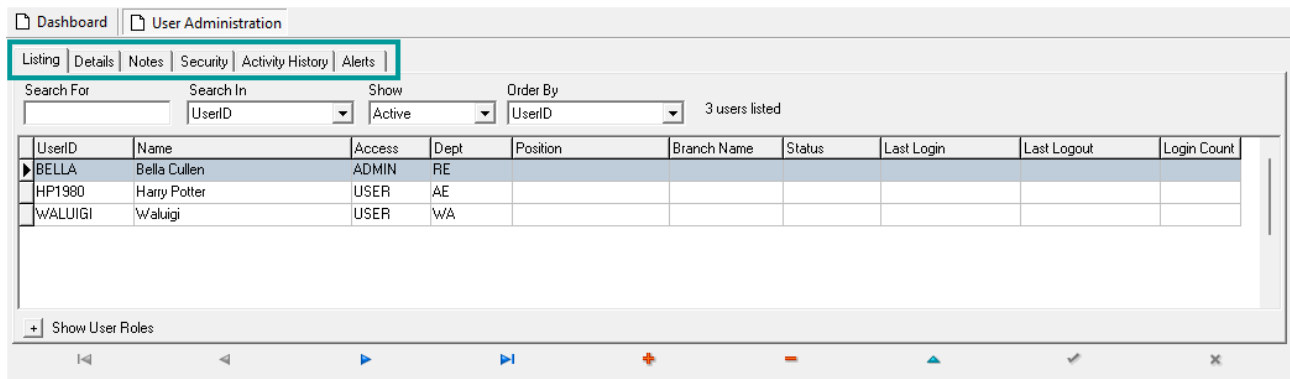 Dashboard User Administration
Listing Details Notes Security Activity History Alerts
Search For Search In Show Order By
UserID Active UserID 3 users listed
UserID Name Access Dept Position Branch Name Status Last Login Last Logout Login Count
BELLA Bella Cullen ADMIN RE
HP1980 Harry Potter USER AE
WALUIGI Waluigi USER WA
+ Show User Roles